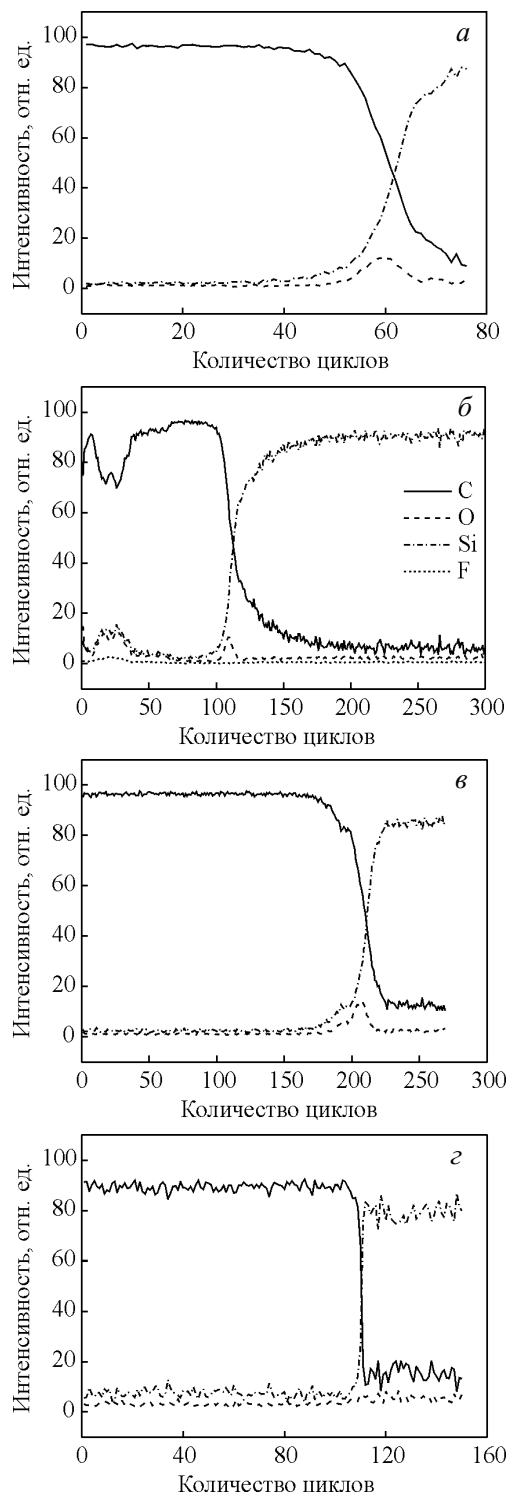 а
Интенсивность, отн. ед.
100
80
60
40
20
0
0 20 40 60 80
Количество циклов
б
Интенсивность, отн. ед.
100
80
60
40
20
0
C
O
Si
F
0 50 100 150 200 250 300
Количество циклов
в
Интенсивность, отн. ед.
100
80
60
40
20
0
0 50 100 150 200 250 300
Количество циклов
г
Интенсивность, отн. ед.
100
80
60
40
20
0
0 40 80 120 160
Количество циклов